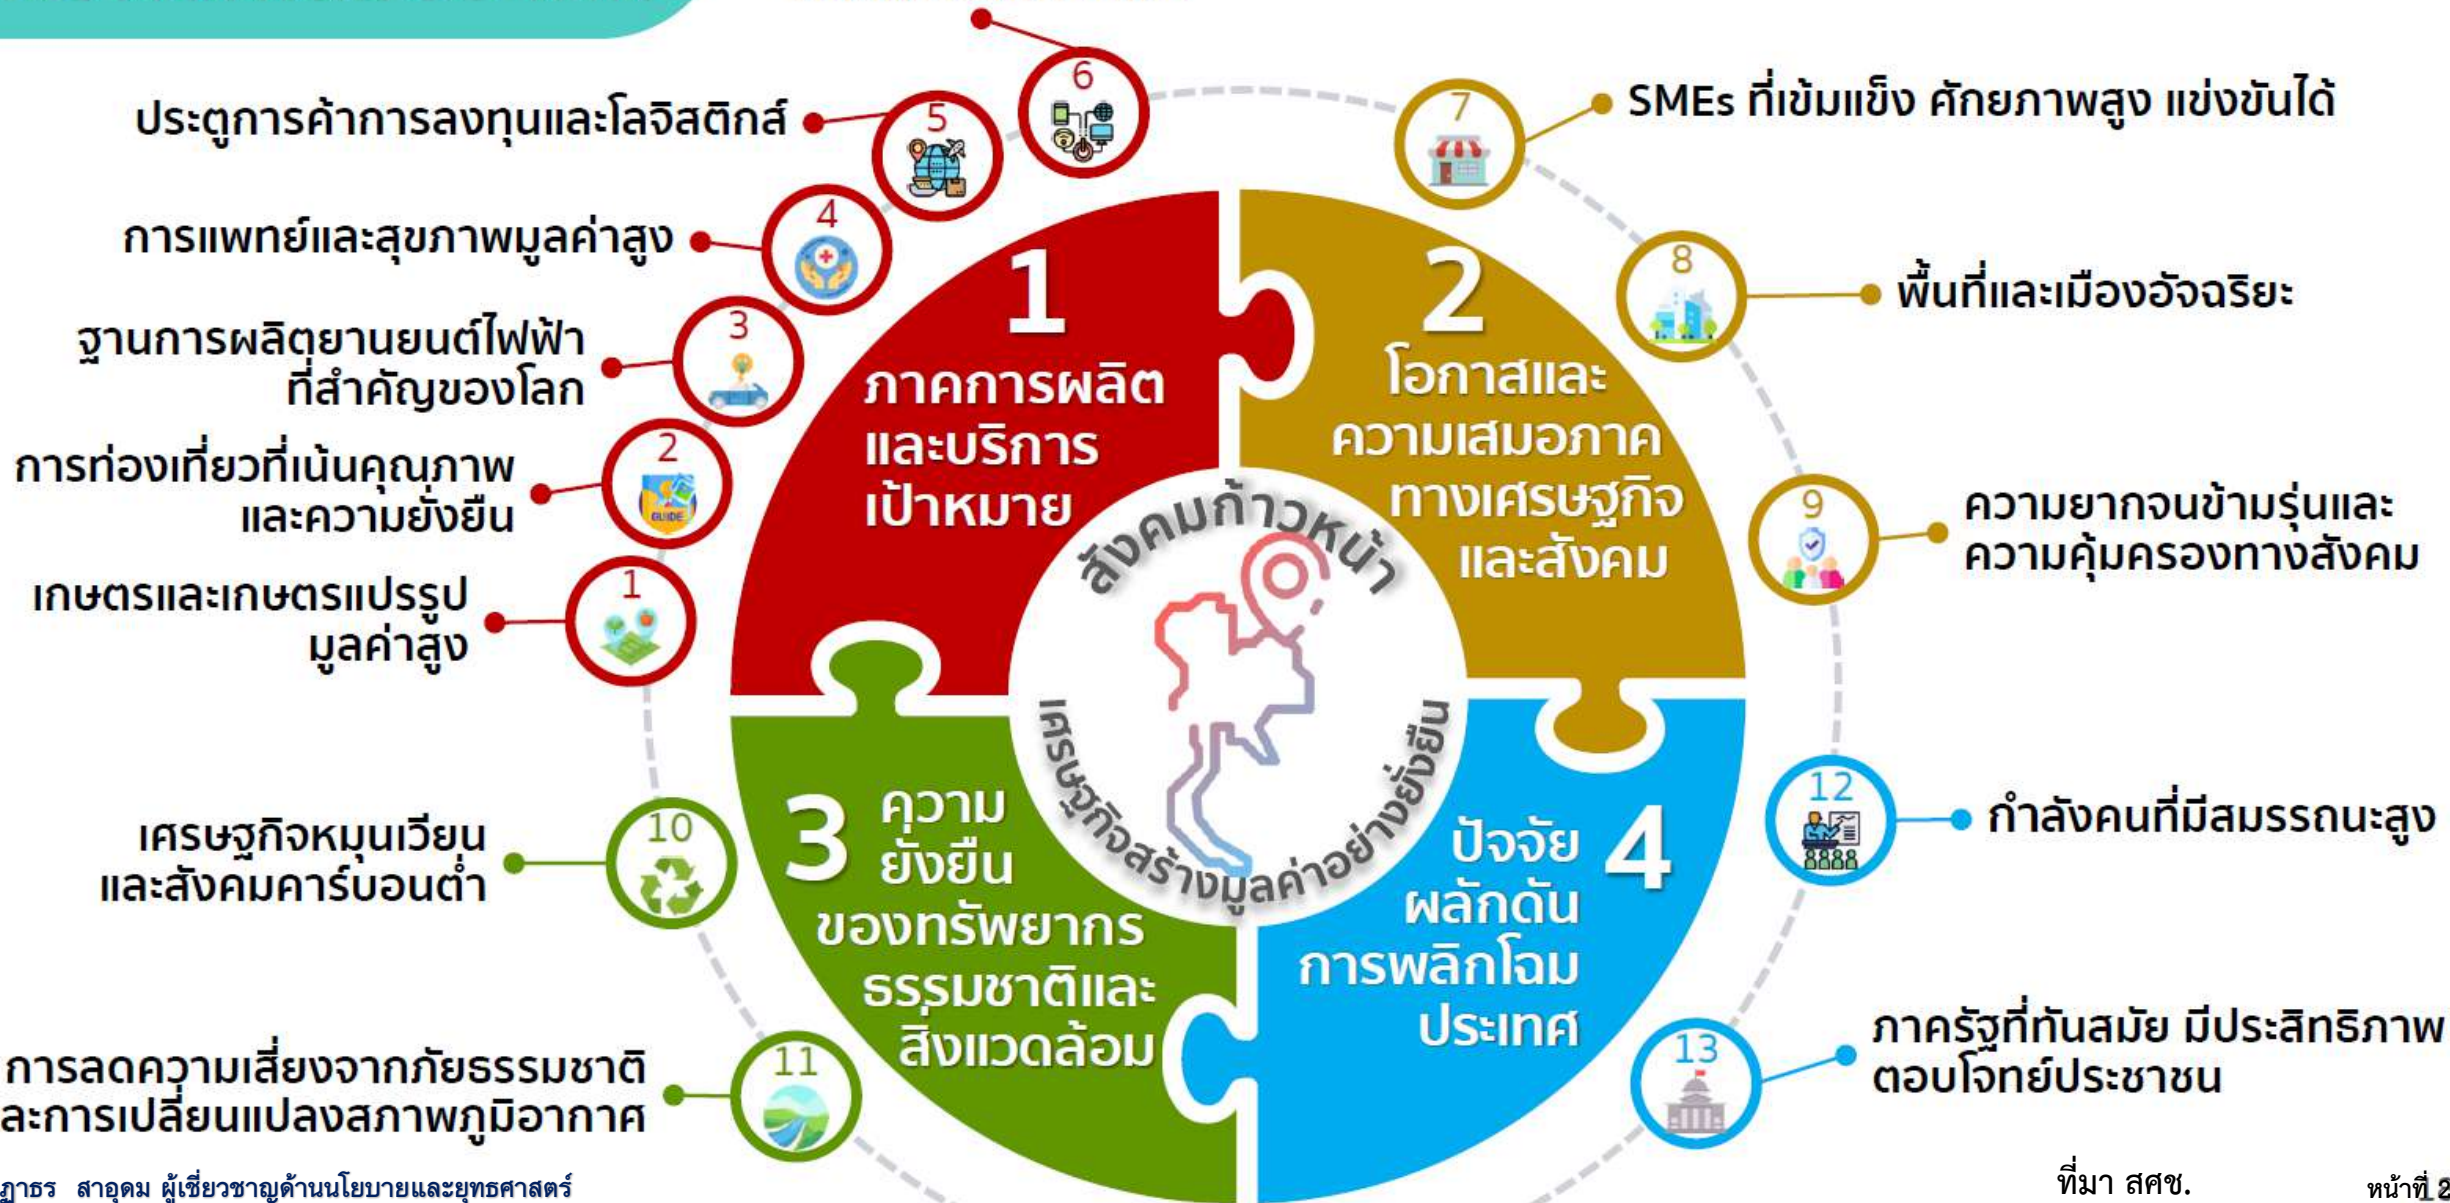 6
ประตูการค้าการลงทุนและโลจิสติกส์
5
การแพทย์และสุขภาพมูลค่าสูง
4
ฐานการผลิตยานยนต์ไฟฟ้า
ที่สำคัญของโลก
3
การท่องเที่ยวที่เน้นคุณภาพ
และความยั่งยืน
2
GUIDE
เกษตรและเกษตรแปรรูป
มูลค่าสูง
1
1
ภาคการผลิต
และบริการ
เป้าหมาย
2
โอกาสและ
ความเสมอภาค
ทางเศรษฐกิจ
และสังคม
7
SMEs ที่เข้มแข็ง ศักยภาพสูง แข่งขันได้
8
พื้นที่และเมืองอัจฉริยะ
9
ความยากจนข้ามรุ่นและ
ความคุ้มครองทางสังคม
สังคมก้าวหน้า
เศรษฐกิจสร้างมูลค่าอย่างยั่งยืน
3
ความ
ยั่งยืน
ของทรัพยากร
ธรรมชาติและ
สิ่งแวดล้อม
10
เศรษฐกิจหมุนเวียน
และสังคมคาร์บอนต่ำ
11
การลดความเสี่ยงจากภัยธรรมชาติ
ละการเปลี่ยนแปลงสภาพภูมิอากาศ
4
ปัจจัย
ผลักดัน
การพลิกโฉม
ประเทศ
12
กำลังคนที่มีสมรรถนะสูง
13
ภาครัฐที่ทันสมัย มีประสิทธิภาพ
ตอบโจทย์ประชาชน
สาอุดม ผู้เชี่ยวชาญด้านนโยบายและยุทธศาสตร์
ที่มา สศช.
หน้าที่